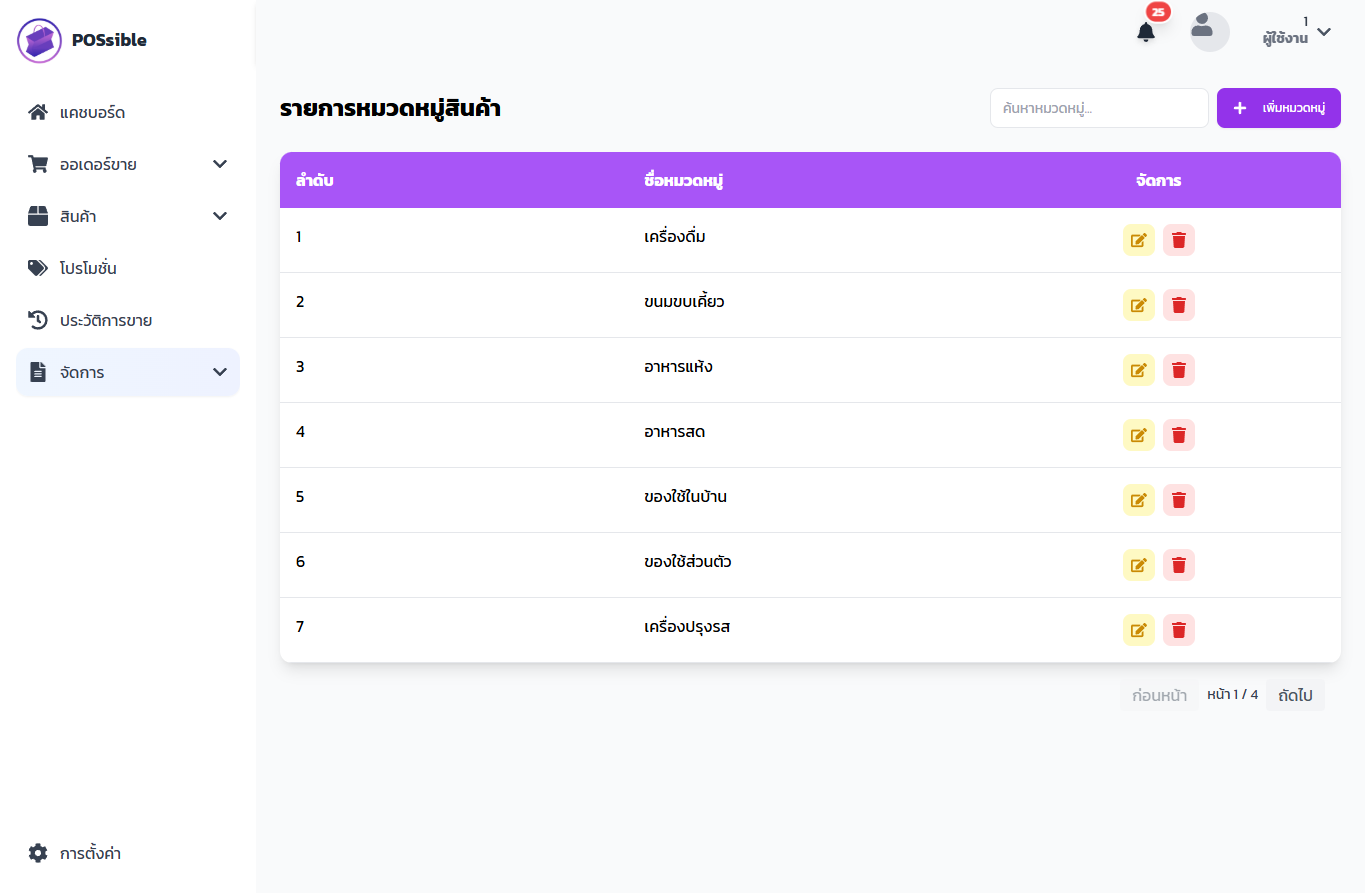 POSsible
25
1
ผู้ใช้งาน
แคชบอร์ด
ออเดอร์ขาย
สินค้า
โปรโมชั่น
ประวัติการขาย
จัดการ
การตั้งค่า
รายการหมวดหมู่สินค้า
ค้นหาหมวดหมู่...
เพิ่มหมวดหมู่
ลำดับ ชื่อหมวดหมู่ จัดการ
1 เครื่องดื่ม
2 ขนมขบเคี้ยว
3 อาหารแห้ง
4 อาหารสด
5 ของใช้ในบ้าน
6 ของใช้ส่วนตัว
7 เครื่องปรุงรส
ก่อนหน้า หน้า 1 / 4 ถัดไป